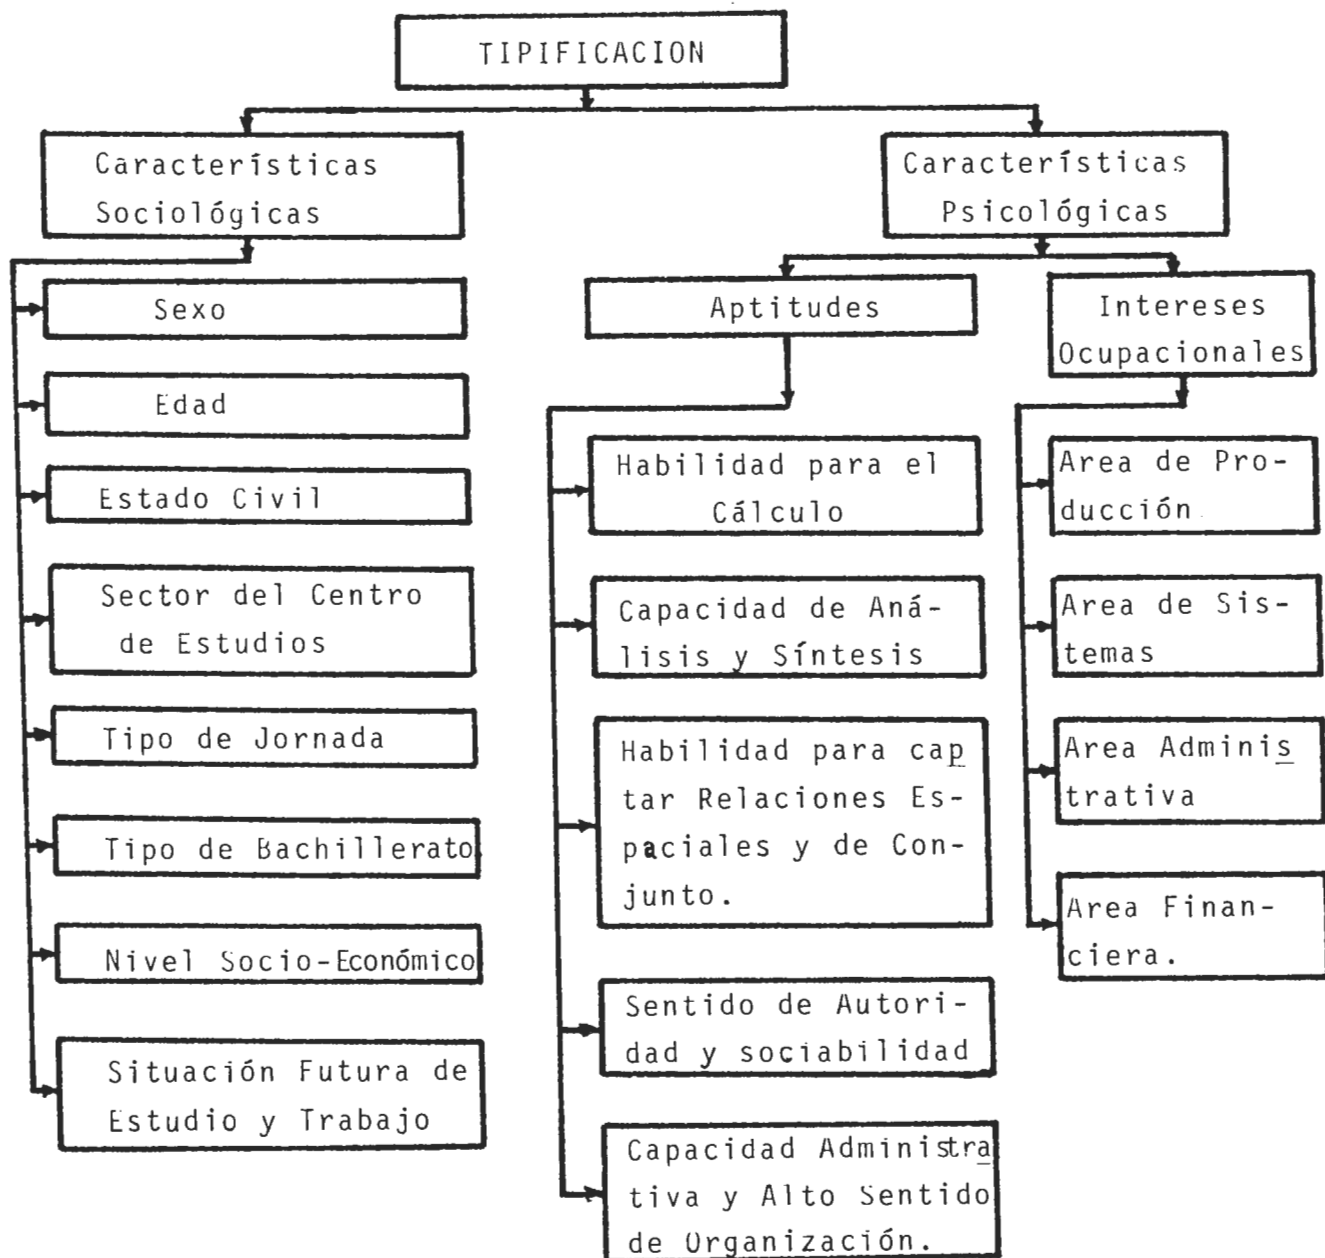 TIPIFICACION
Características
Sociológicas
Sexo
Edad
Estado Civil
Sector del Centro
de Estudios
Tipo de Jornada
Tipo de Bachillerato
Nivel Socio-Económico
Situación Futura de
Estudio y Trabajo
Características
Psicológicas
Aptitudes
Habilidad para el
Cálculo
Capacidad de Aná-
lisis y Síntesis
Habilidad para cap
tar Relaciones Es-
paciales y de Con-
junto.
Sentido de Autori-
dad y sociabilidad
Capacidad Administra
tiva y Alto Sentido
de Organización.
Intereses
Ocupacionales
Area de Pro-
ducción
Area de Sis-
temas
Area Adminis
trativa
Area Finan-
ciera.